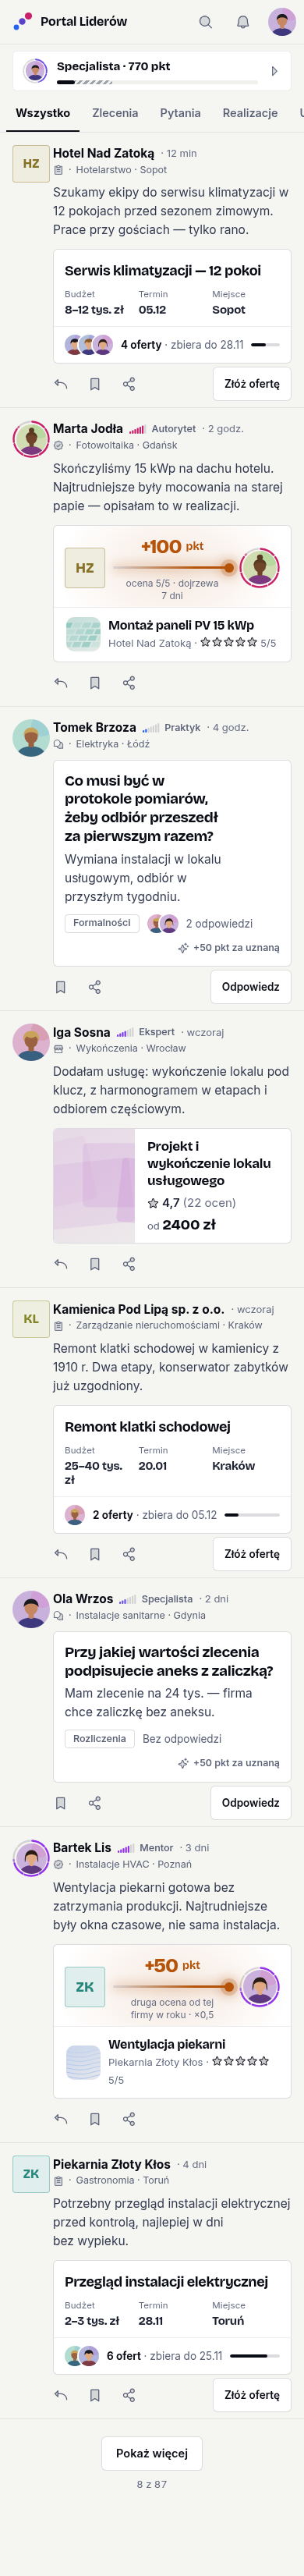 Portal Liderów
Specjalista · 770 pkt
Wszystko Zlecenia Pytania Realizacje U
HZ
Hotel Nad Zatoką · 12 min
· Hotelarstwo · Sopot
Szukamy ekipy do serwisu klimatyzacji w
12 pokojach przed sezonem zimowym.
Prace przy gościach — tylko rano.
Serwis klimatyzacji — 12 pokoi
Budżet Termin Miejsce
8–12 tys. zł 05.12 Sopot
4 oferty · zbiera do 28.11
Złóż ofertę
Marta Jodła Autorytet · 2 godz.
· Fotowoltaika · Gdańsk
Skończyliśmy 15 kWp na dachu hotelu.
Najtrudniejsze były mocowania na starej
papie — opisałam to w realizacji.
HZ
+100 pkt
ocena 5/5 · dojrzewa
7 dni
Montaż paneli PV 15 kWp
Hotel Nad Zatoką · 5/5
Tomek Brzoza Praktyk · 4 godz.
· Elektryka · Łódź
Co musi być w
protokole pomiarów,
żeby odbiór przeszedł
za pierwszym razem?
Wymiana instalacji w lokalu
usługowym, odbiór w
przyszłym tygodniu.
Formalności 2 odpowiedzi
+50 pkt za uznaną
Odpowiedz
Iga Sosna Ekspert · wczoraj
· Wykończenia · Wrocław
Dodałam usługę: wykończenie lokalu pod
klucz, z harmonogramem w etapach i
odbiorem częściowym.
Projekt i
wykończenie lokalu
usługowego
4,7 (22 ocen)
od 2400 zł
KL
Kamienica Pod Lipą sp. z o.o. · wczoraj
· Zarządzanie nieruchomościami · Kraków
Remont klatki schodowej w kamienicy z
1910 r. Dwa etapy, konserwator zabytków
już uzgodniony.
Remont klatki schodowej
Budżet Termin Miejsce
25–40 tys. 20.01 Kraków
zł
2 oferty · zbiera do 05.12
Złóż ofertę
Ola Wrzos Specjalista · 2 dni
· Instalacje sanitarne · Gdynia
Przy jakiej wartości zlecenia
podpisujecie aneks z zaliczką?
Mam zlecenie na 24 tys. — firma
chce zaliczkę bez aneksu.
Rozliczenia Bez odpowiedzi
+50 pkt za uznaną
Odpowiedz
Bartek Lis Mentor · 3 dni
· Instalacje HVAC · Poznań
Wentylacja piekarni gotowa bez
zatrzymania produkcji. Najtrudniejsze
były okna czasowe, nie sama instalacja.
ZK
+50 pkt
druga ocena od tej
firmy w roku · ×0,5
Wentylacja piekarni
Piekarnia Złoty Kłos ·
5/5
ZK
Piekarnia Złoty Kłos · 4 dni
· Gastronomia · Toruń
Potrzebny przegląd instalacji elektrycznej
przed kontrolą, najlepiej w dni
bez wypieku.
Przegląd instalacji elektrycznej
Budżet Termin Miejsce
2–3 tys. zł 28.11 Toruń
6 ofert · zbiera do 25.11
Złóż ofertę
Pokaż więcej
8 z 87